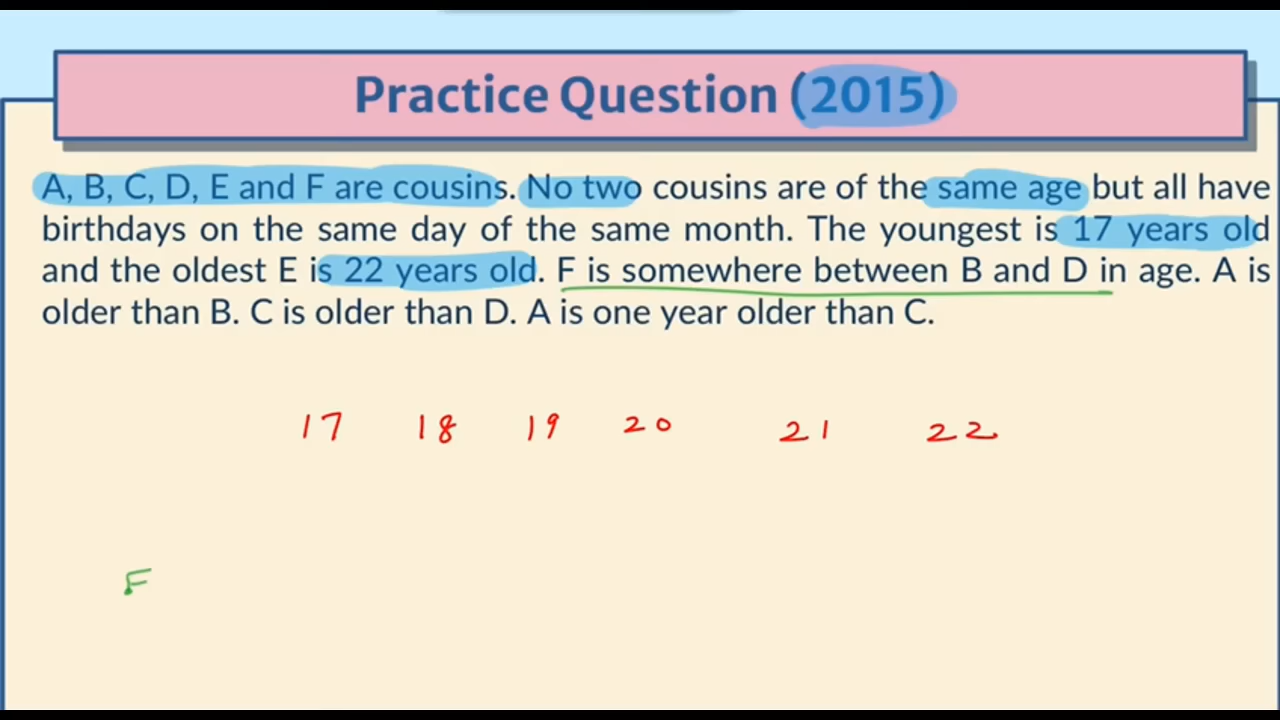 Practice Question (2015)
A, B, C, D, E and F are cousins. No two cousins are of the same age but all have
birthdays on the same day of the same month. The youngest is 17 years old
and the oldest E is 22 years old. F is somewhere between B and D in age. A is
older than B. C is older than D. A is one year older than C.
17 18 19 20 21 22
F